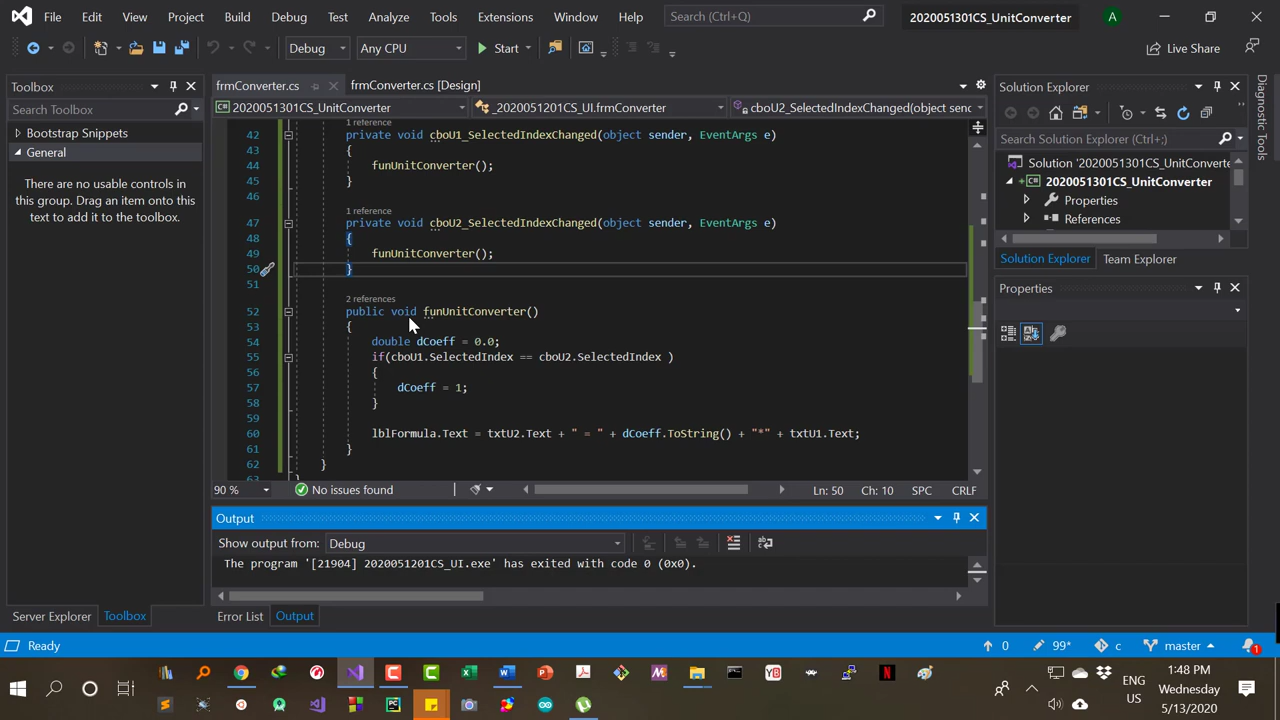 File Edit View Project Build Debug Test Analyze Tools Extensions Window Help Search (Ctrl+Q) 2020051301CS_UnitConverter A
Debug Any CPU Start Live Share
Toolbox
Search Toolbox
Bootstrap Snippets
General
There are no usable controls in
this group. Drag an item onto this
text to add it to the toolbox.
Server Explorer Toolbox
frmConverter.cs frmConverter.cs [Design]
2020051301CS_UnitConverter _2020051201CS_UI.frmConverter cboU2_SelectedIndexChanged(object senc
1 reference
42 private void cboU1_SelectedIndexChanged(object sender, EventArgs e)
43 {
44 funUnitConverter();
45 }
46
1 reference
47 private void cboU2_SelectedIndexChanged(object sender, EventArgs e)
48 {
49 funUnitConverter();
50 }
51
2 references
52 public void funUnitConverter()
53 {
54 double dCoeff = 0.0;
55 if(cboU1.SelectedIndex == cboU2.SelectedIndex )
56 {
57 dCoeff = 1;
58 }
59
60 lblFormula.Text = txtU2.Text + " = " + dCoeff.ToString() + "*" + txtU1.Text;
61 }
62 }
63 }
90 % No issues found Ln: 50 Ch: 10 SPC CRLF
Output
Show output from: Debug
The program '[21904] 2020051201CS_UI.exe' has exited with code 0 (0x0).
Error List Output
Solution Explorer
Search Solution Explorer (Ctrl+;)
Solution '2020051301CS_UnitConverte
2020051301CS_UnitConverter
Properties
References
Solution Explorer Team Explorer
Properties
Diagnostic Tools
Ready 0 99* c master 1
ENG
US
1:48 PM
Wednesday
5/13/2020